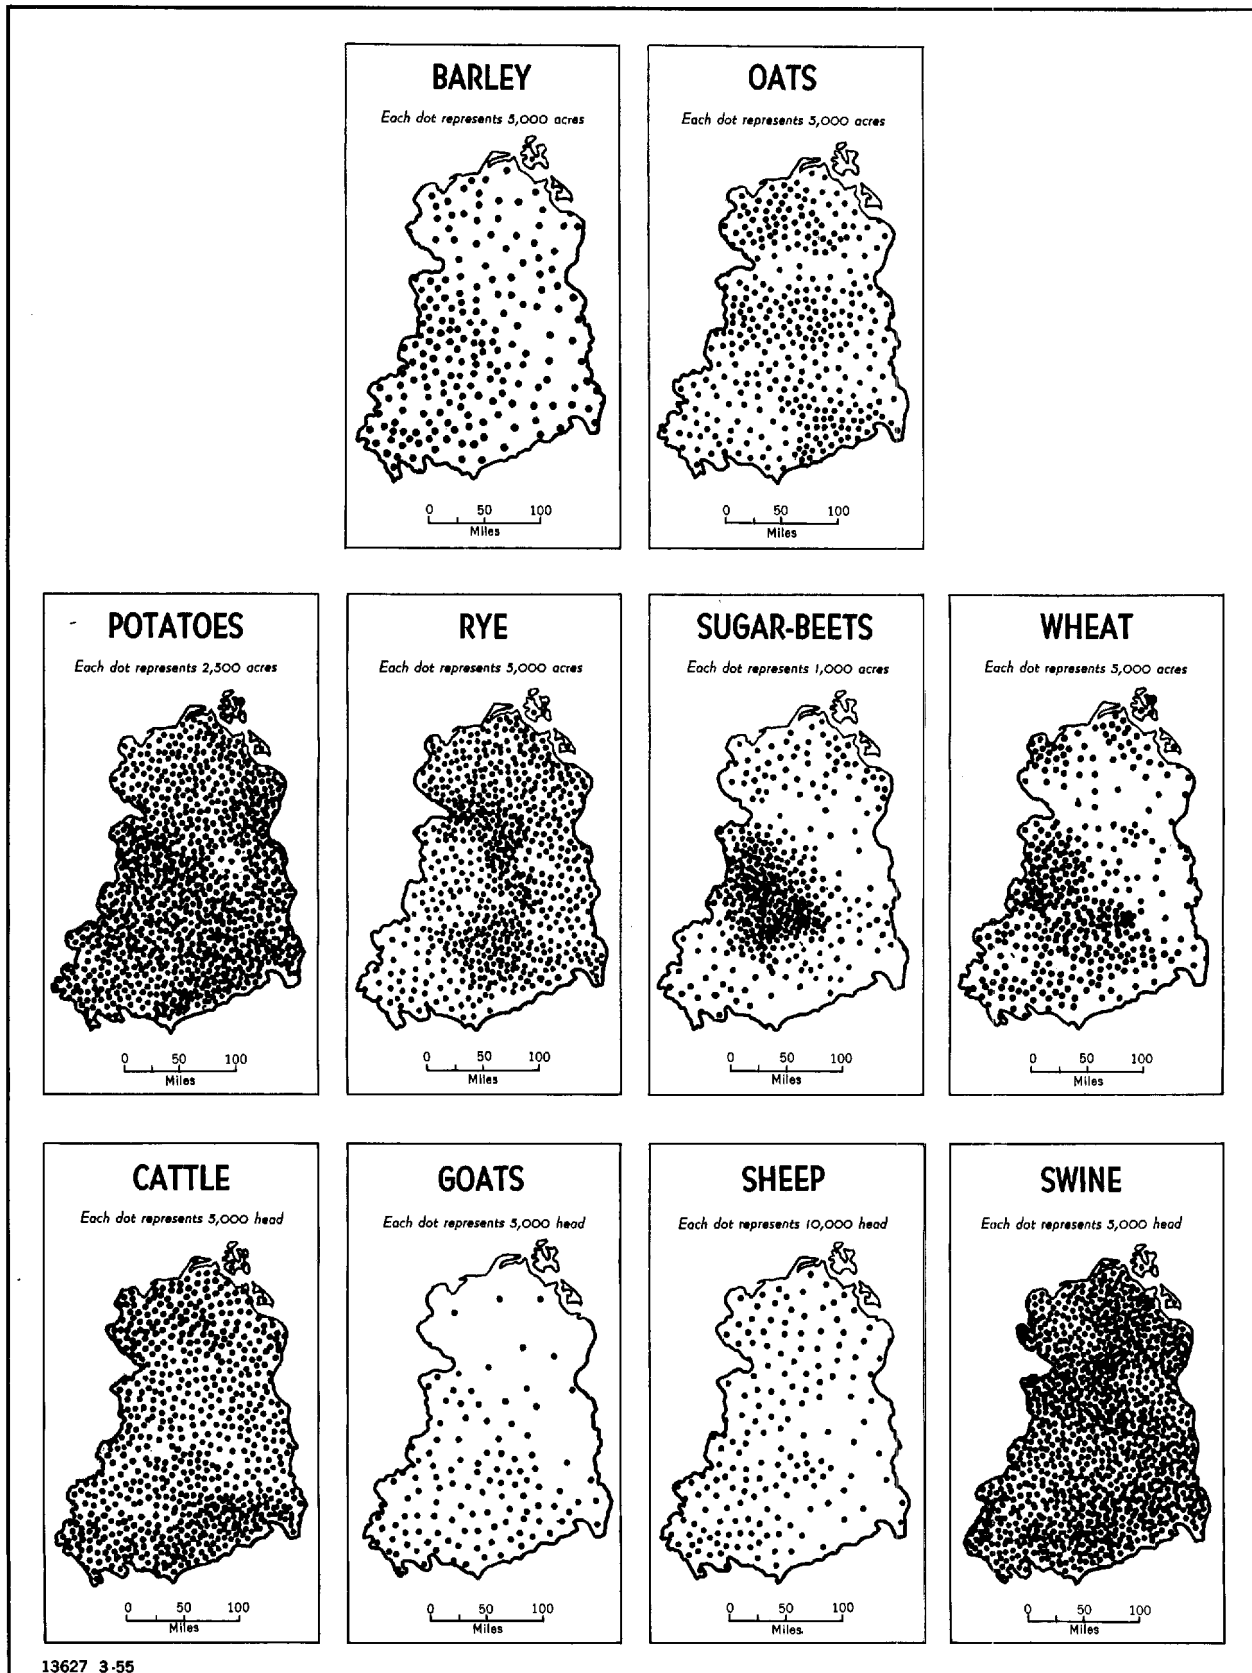 BARLEY
Each dot represents 5,000 acres
0 50 100
Miles
OATS
Each dot represents 5,000 acres
0 50 100
Miles
POTATOES
Each dot represents 2,500 acres
0 50 100
Miles
RYE
Each dot represents 5,000 acres
0 50 100
Miles
SUGAR-BEETS
Each dot represents 1,000 acres
0 50 100
Miles
WHEAT
Each dot represents 5,000 acres
0 50 100
Miles
CATTLE
Each dot represents 5,000 head
0 50 100
Miles
GOATS
Each dot represents 5,000 head
0 50 100
Miles
SHEEP
Each dot represents 10,000 head
0 50 100
Miles.
SWINE
Each dot represents 5,000 head
0 50 100
Miles
13627 3-55